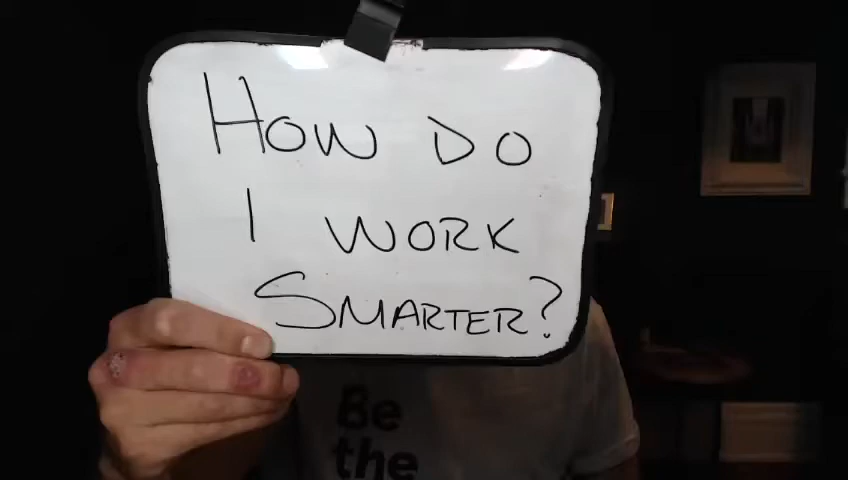 HOW DO
I WORK
SMARTER?
Be
the